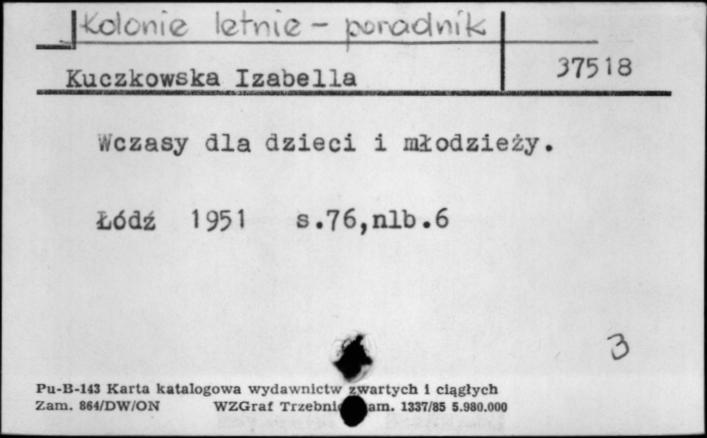 Kolonie letnie - poradnik
Kuczkowska Izabella
37518
Wczasy dla dzieci i młodzieży.
Łódź 1951 s.76,nlb.6
3
Pu-B-143 Karta katalogowa wydawnictw zwartych i ciągłych
Zam. 864/DW/ON WZGraf Trzebni am. 1337/85 5.980.000